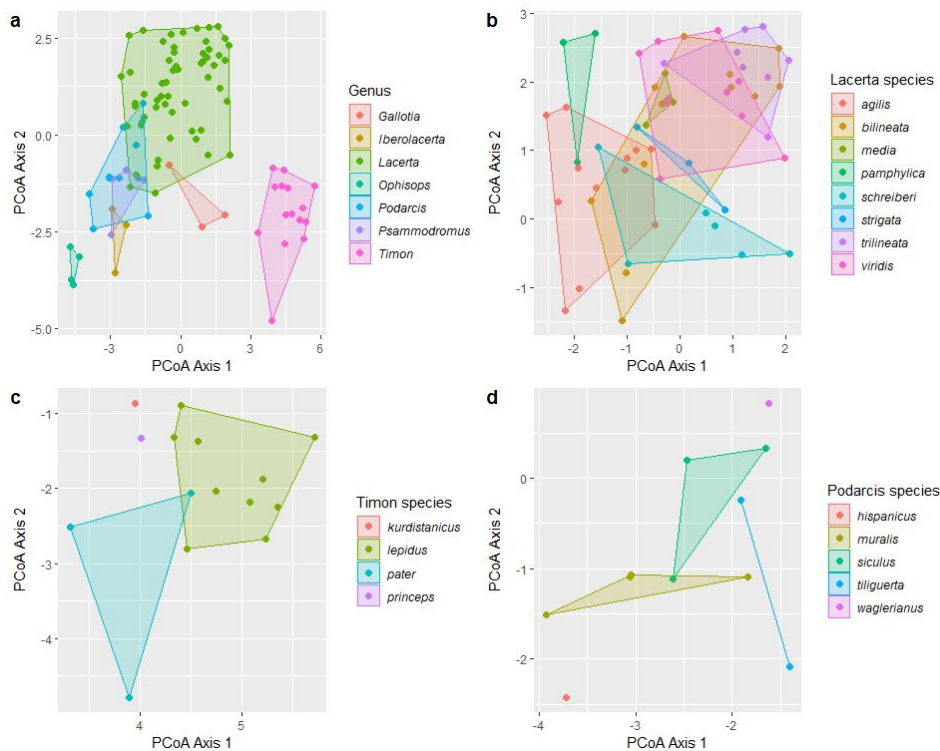 a
PCoA Axis 2
2.5
0.0
-2.5
-5.0
-3
0
3
6
PCoA Axis 1
Genus
Gallotia
Iberolacerta
Lacerta
Ophisops
Podarcis
Psammodromus
Timon
b
PCoA Axis 2
3
2
1
0
-1
-2
-1
0
1
2
PCoA Axis 1
Lacerta species
agilis
bilineata
media
pamphylica
schreiberi
strigata
trilineata
viridis
c
PCoA Axis 2
-1
-2
-3
-4
4
5
PCoA Axis 1
Timon species
kurdistanicus
lepidus
pater
princeps
d
PCoA Axis 2
0
-1
-2
-4
-3
-2
PCoA Axis 1
Podarcis species
hispanicus
muralis
siculus
tiliguerta
waglerianus